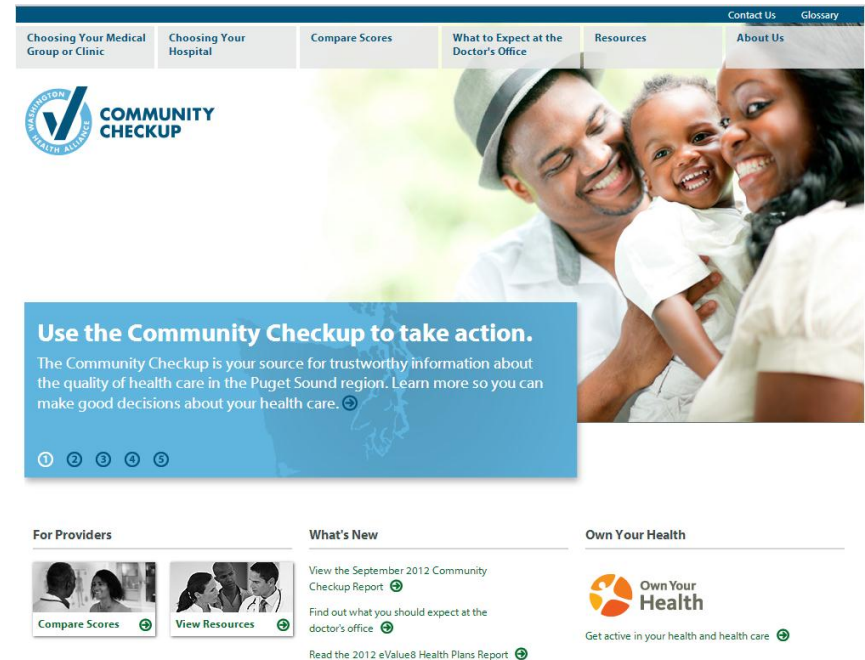 Contact Us Glossary
Choosing Your Medical Group or Clinic
Choosing Your Hospital
Compare Scores
What to Expect at the Doctor's Office
Resources
About Us
WASHINGTON HEALTH ALLIANCE
COMMUNITY
CHECKUP
Use the Community Checkup to take action.
The Community Checkup is your source for trustworthy information about
the quality of health care in the Puget Sound region. Learn more so you can
make good decisions about your health care.
1 2 3 4 5
For Providers
Compare Scores
View Resources
What's New
View the September 2012 Community
Checkup Report
Find out what you should expect at the
doctor's office
Read the 2012 eValue8 Health Plans Report
Own Your Health
Own Your
Health
Get active in your health and health care